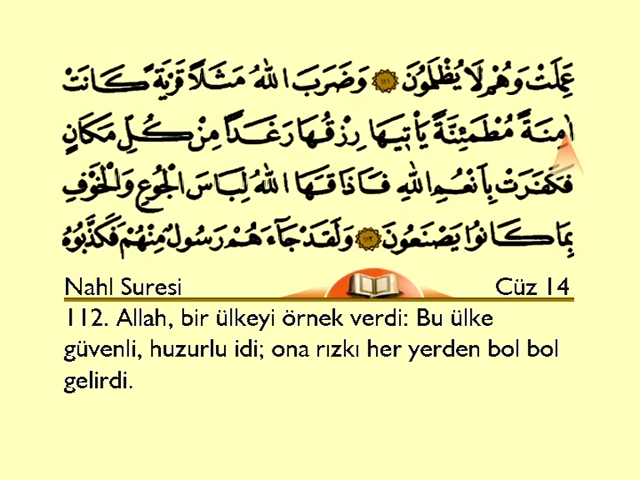 عَمِلَتْ وَهُمْ لَا يُظْلَمُونَ ﴿١١١﴾ وَضَرَبَ اللّٰهُ مَثَلًا قَرْيَةً كَانَتْ
اٰمِنَةً مُطْمَئِنَّةً يَأْتِيهَا رِزْقُهَا رَغَدًا مِنْ كُلِّ مَكَانٍ
فَكَفَرَتْ بِاَنْعُمِ اللّٰهِ فَاَذَاقَهَا اللّٰهُ لِبَاسَ الْجُوعِ وَالْخَوْفِ
بِمَا كَانُوا يَصْنَعُونَ ﴿١١٢﴾ وَلَقَدْ جَٓاءَهُمْ رَسُولٌ مِنْهُمْ فَكَذَّبُوهُ
Nahl Suresi Cüz 14
112. Allah, bir ülkeyi örnek verdi: Bu ülke
güvenli, huzurlu idi; ona rızkı her yerden bol bol
gelirdi.